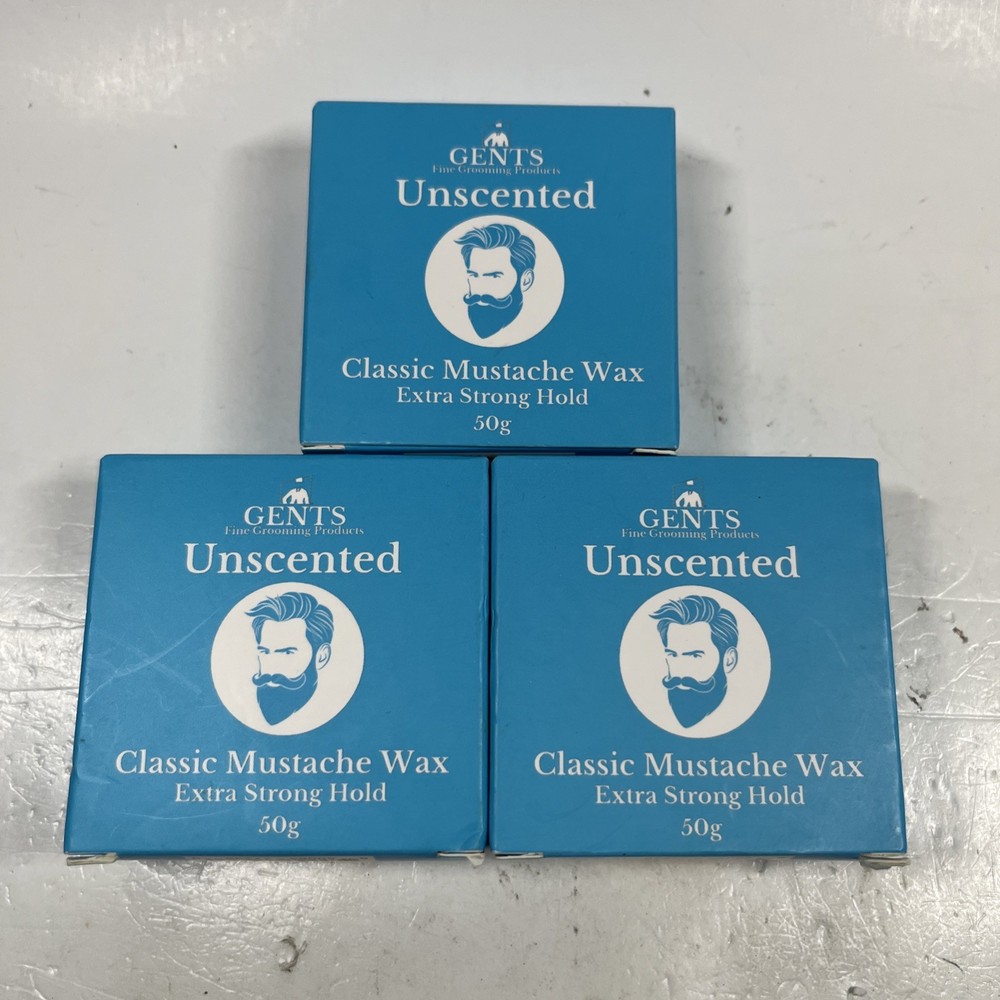 GENTS
Fine Grooming Products
Unscented
Classic Mustache Wax
Extra Strong Hold
50g
GENTS
Fine Grooming Products
Unscented
Classic Mustache Wax
Extra Strong Hold
50g
GENTS
Fine Grooming Products
Unscented
Classic Mustache Wax
Extra Strong Hold
50g